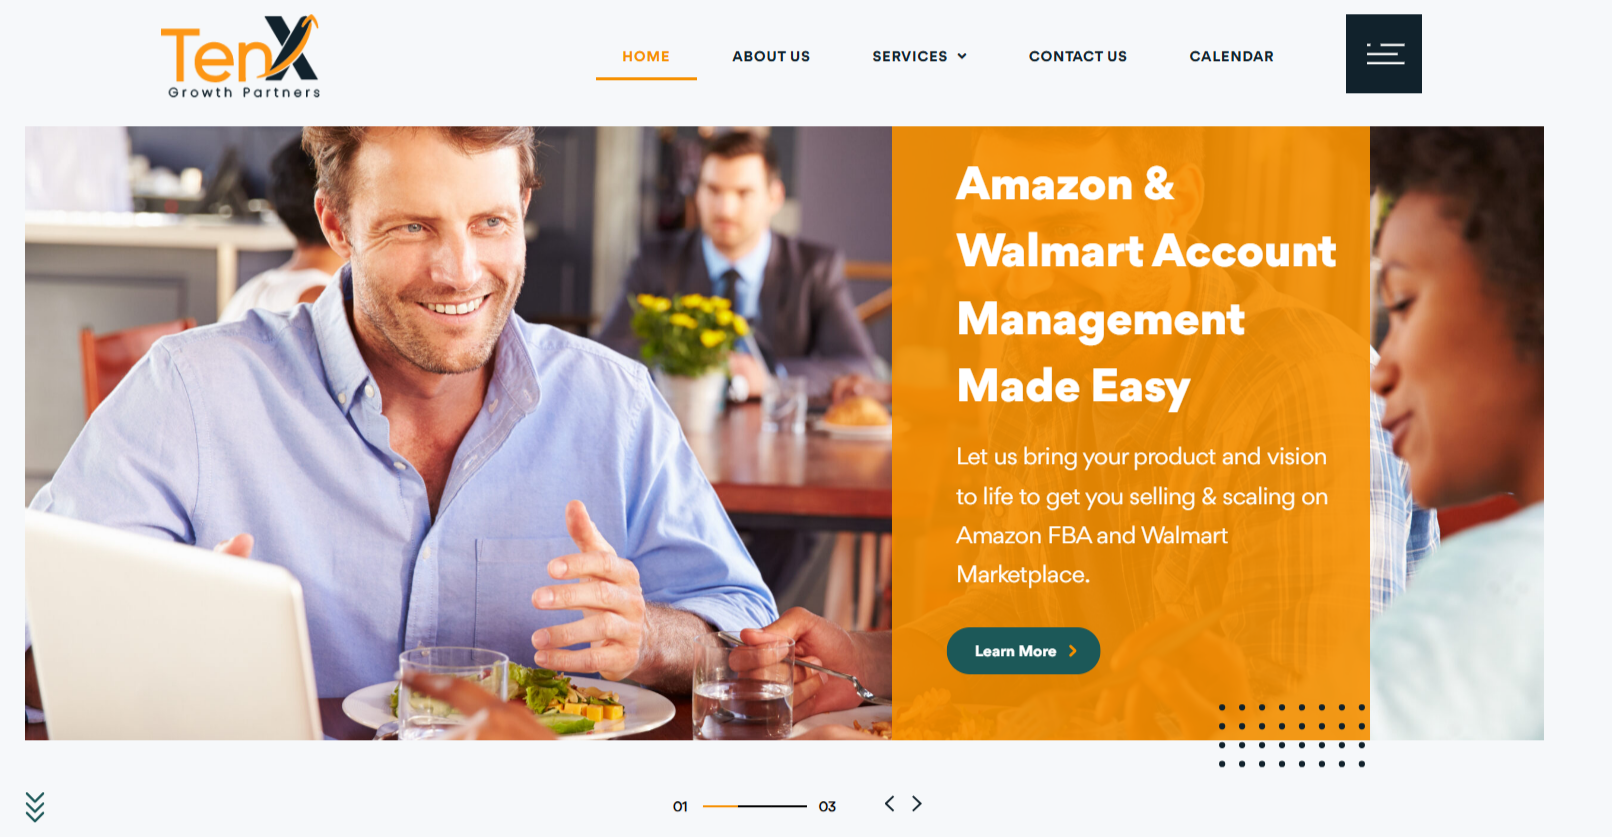 TenX
Growth Partners
HOME
ABOUT US
SERVICES
CONTACT US
CALENDAR
Amazon &
Walmart Account
Management
Made Easy
Let us bring your product and vision
to life to get you selling & scaling on
Amazon FBA and Walmart
Marketplace.
Learn More
01
03